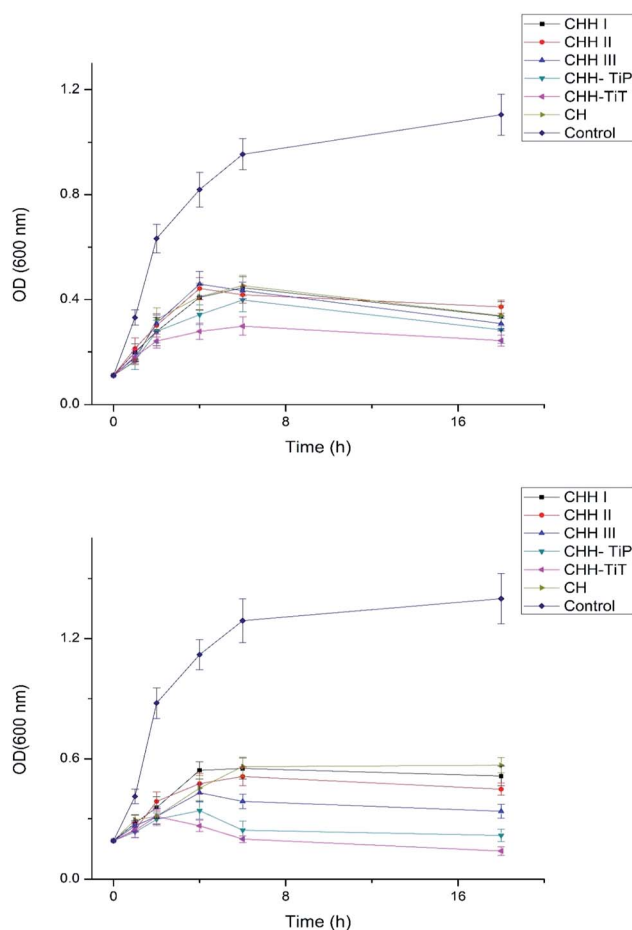 CHH I
CHH II
CHH III
CHH- TiP
CHH-TiT
CH
Control
1.2
0.8
0.4
0.0
OD (600 nm)
0
8
16
Time (h)
CHH I
CHH II
CHH III
CHH- TiP
CHH-TiT
CH
Control
1.2
0.6
0.0
OD(600 nm)
0
8
16
Time (h)